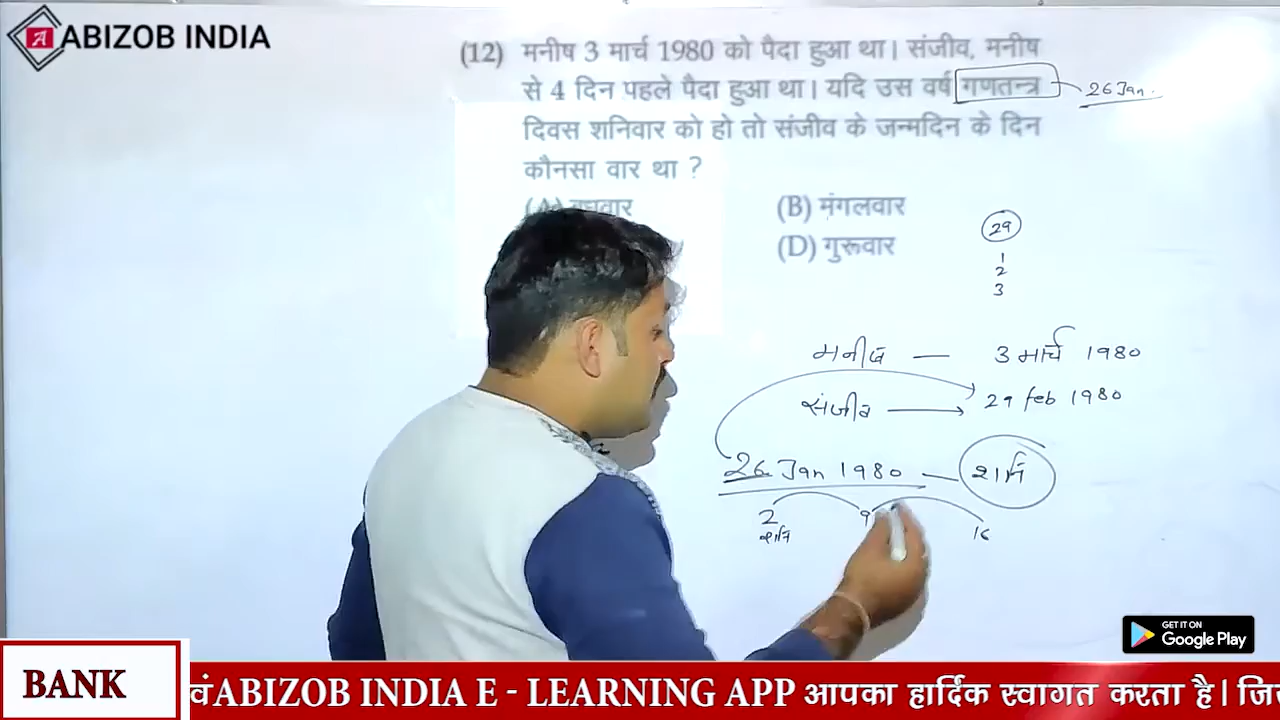 ABIZOB INDIA
(12) मनीष 3 मार्च 1980 को पैदा हुआ था। संजीव, मनीष
से 4 दिन पहले पैदा हुआ था। यदि उस वर्ष गणतन्त्र
26 Jan.
दिवस शनिवार को हो तो संजीव के जन्मदिन के दिन
कौनसा वार था ?
(A) बुधवार
(B) मंगलवार
(D) गुरूवार
29
1
2
3
मनीष — 3 मार्च 1980
संजीव 29 feb 1980
26 Jan 1980 — शनि
2 9 16
शनि
GET IT ON
Google Play
BANK
वं ABIZOB INDIA E - LEARNING APP आपका हार्दिक स्वागत करता है। जि